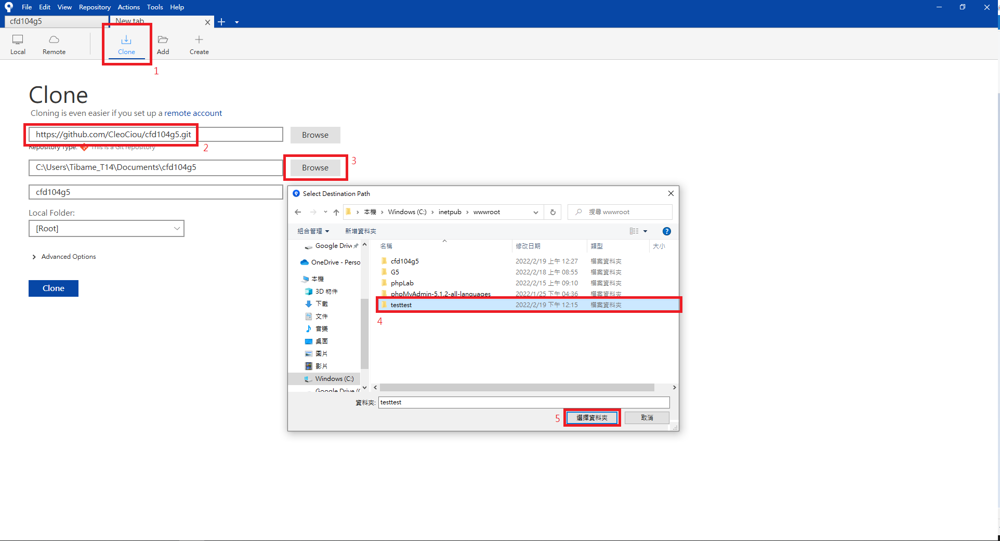 File Edit View Repository Actions Tools Help
cfd104g5
New tab
Local
Remote
Clone
Add
Create
1
Clone
Cloning is even easier if you set up a remote account
https://github.com/CleoCiou/cfd104g5.git
Browse
Repository Type: This is a Git repository
2
C:\Users\Tibame_T14\Documents\cfd104g5
Browse
3
cfd104g5
Local Folder:
[Root]
Advanced Options
Clone
Select Destination Path
本機 › Windows (C:) › inetpub › wwwroot
搜尋 wwwroot
組合管理
新增資料夾
Google Driv
OneDrive - Perso
本機
3D 物件
下載
文件
音樂
桌面
圖片
影片
Windows (C:)
Google Drive (G
名稱 修改日期 類型 大小
cfd104g5 2022/2/19 上午 12:27 檔案資料夾
G5 2022/2/18 上午 08:55 檔案資料夾
phpLab 2022/2/15 上午 09:10 檔案資料夾
phpMyAdmin-5.1.2-all-languages 2022/1/25 下午 04:36 檔案資料夾
testtest 2022/2/19 下午 12:15 檔案資料夾
4
資料夾: testtest
5
選擇資料夾
取消